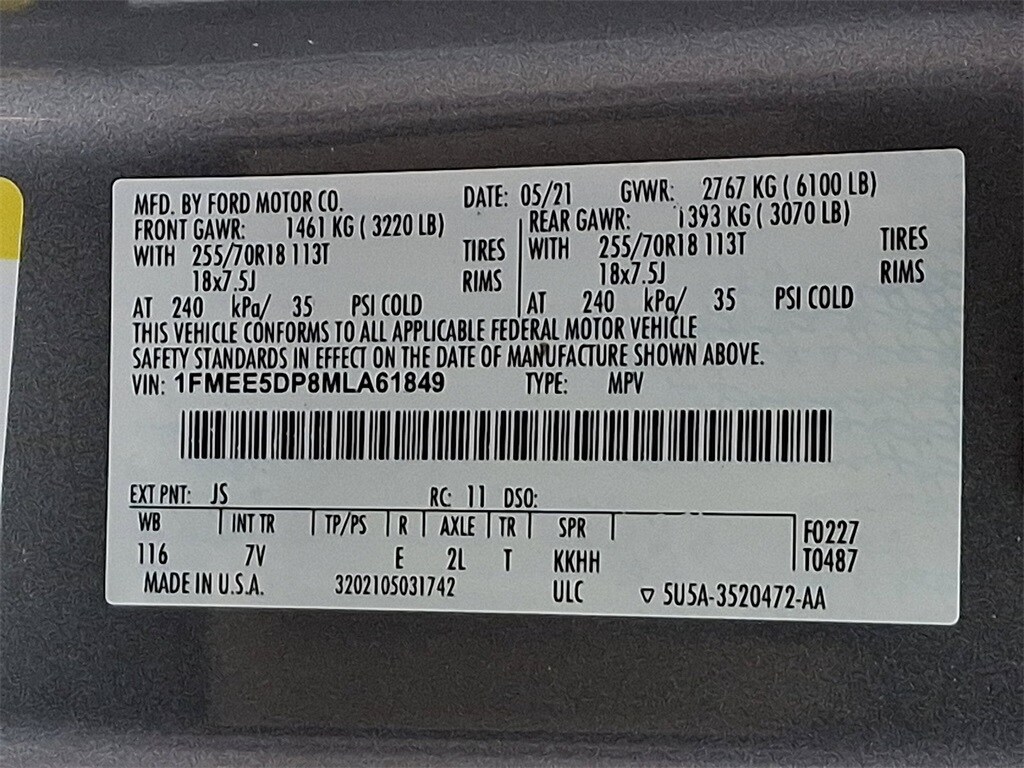 MFD. BY FORD MOTOR CO. DATE: 05/21 GVWR: 2767 KG ( 6100 LB)
FRONT GAWR: 1461 KG ( 3220 LB) REAR GAWR: 1393 KG ( 3070 LB)
WITH 255/70R18 113T TIRES WITH 255/70R18 113T TIRES
18x7.5J RIMS 18x7.5J RIMS
AT 240 kPa/ 35 PSI COLD AT 240 kPa/ 35 PSI COLD
THIS VEHICLE CONFORMS TO ALL APPLICABLE FEDERAL MOTOR VEHICLE
SAFETY STANDARDS IN EFFECT ON THE DATE OF MANUFACTURE SHOWN ABOVE.
VIN: 1FMEE5DP8MLA61849 TYPE: MPV
EXT PNT: JS RC: 11 DSO:
WB INT TR TP/PS R AXLE TR SPR F0227
116 7V E 2L T KKHH T0487
MADE IN U.S.A. 3202105031742 ULC ▽ 5U5A-3520472-AA